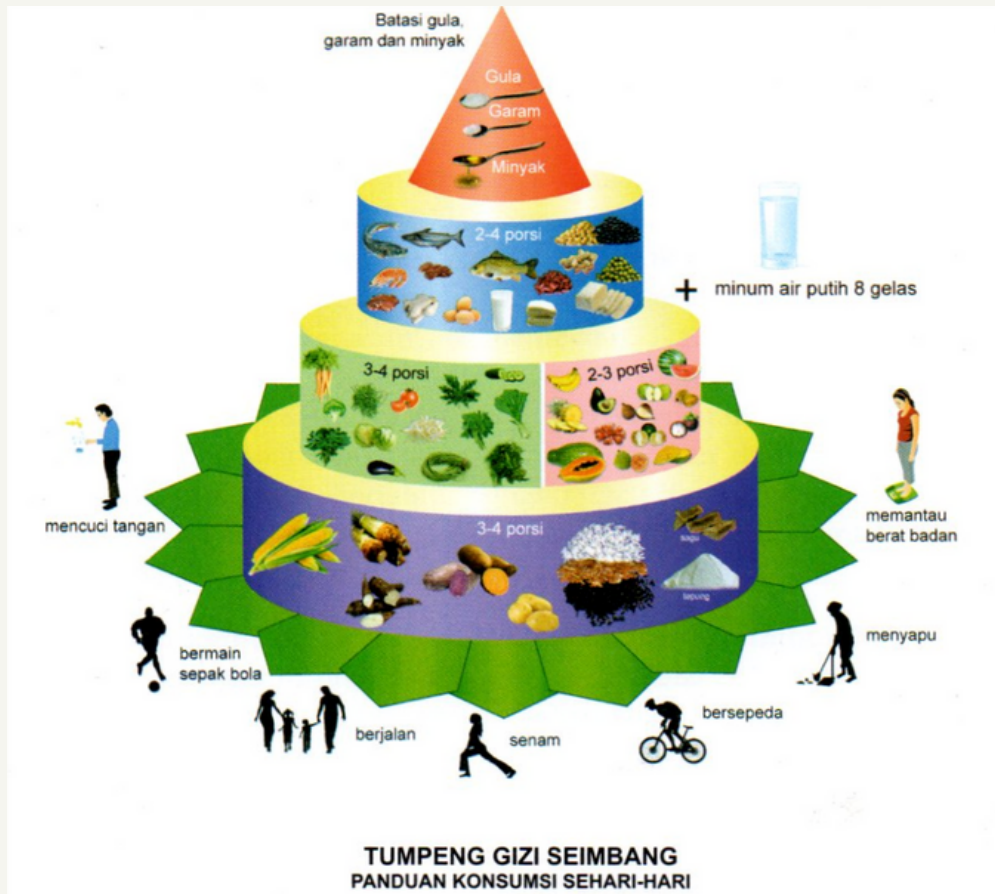 Batasi gula,
garam dan minyak
Gula
Garam
Minyak
2-4 porsi
+ minum air putih 8 gelas
3-4 porsi
2-3 porsi
mencuci tangan
memantau
berat badan
3-4 porsi
sagu
tepung
bermain
sepak bola
menyapu
berjalan
senam
bersepeda
TUMPENG GIZI SEIMBANG
PANDUAN KONSUMSI SEHARI-HARI